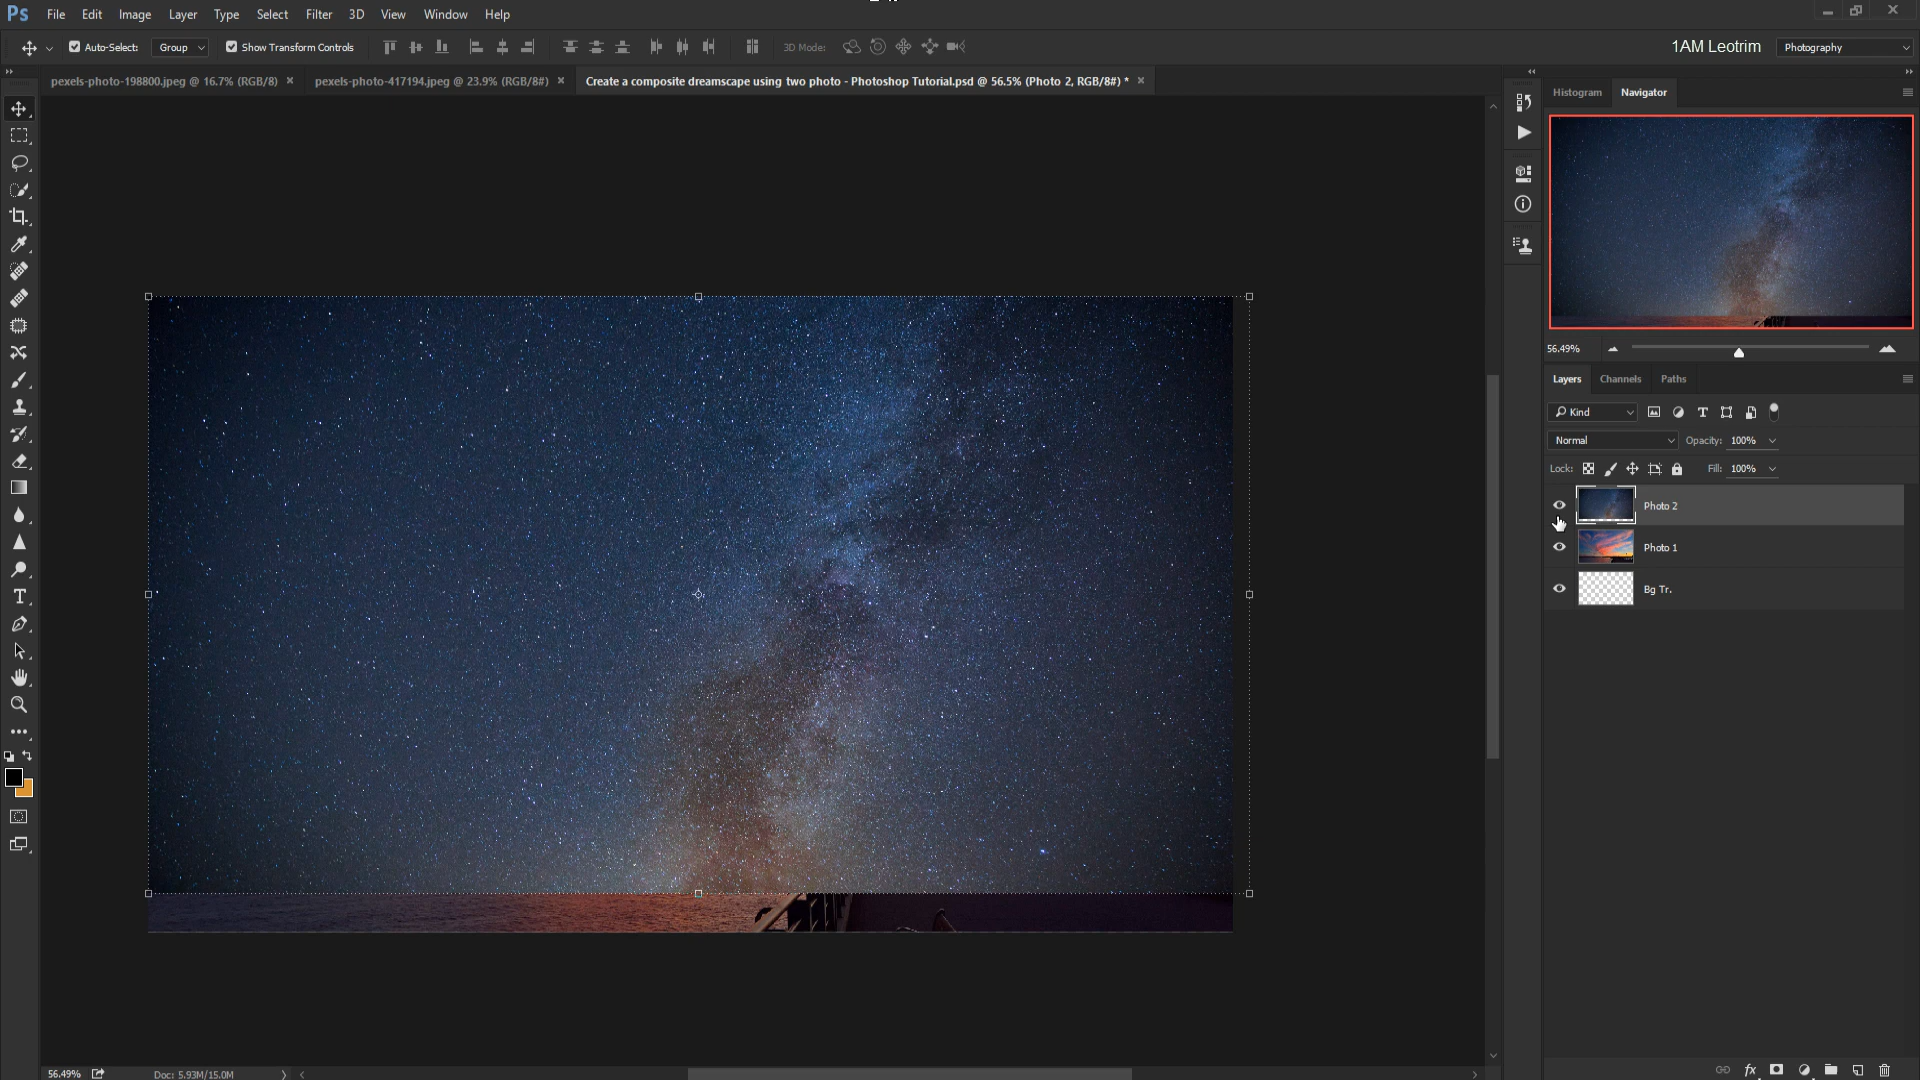 Ps File Edit Image Layer Type Select Filter 3D View Window Help
Auto-Select: Group Show Transform Controls 3D Mode: 1AM Leotrim Photography
pexels-photo-198800.jpeg @ 16.7% (RGB/8) × pexels-photo-417194.jpeg @ 23.9% (RGB/8#) × Create a composite dreamscape using two photo - Photoshop Tutorial.psd @ 56.5% (Photo 2, RGB/8#) * ×
Histogram Navigator
56.49%
Layers Channels Paths
Kind
Normal Opacity: 100%
Lock: Fill: 100%
Photo 2
Photo 1
Bg Tr.
56.49% Doc: 5.93M/15.0M